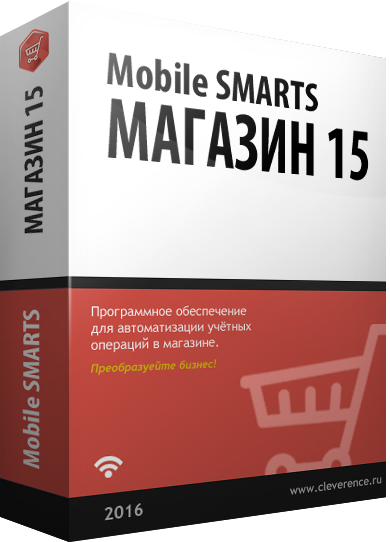 Mobile SMARTS
МАГАЗИН 15
МАГАЗИН 15
Mobile SMARTS
Программное обеспечение
для автоматизации учётных
операций в магазине.
Преобразуйте бизнес!
www.cleverence.ru
2016